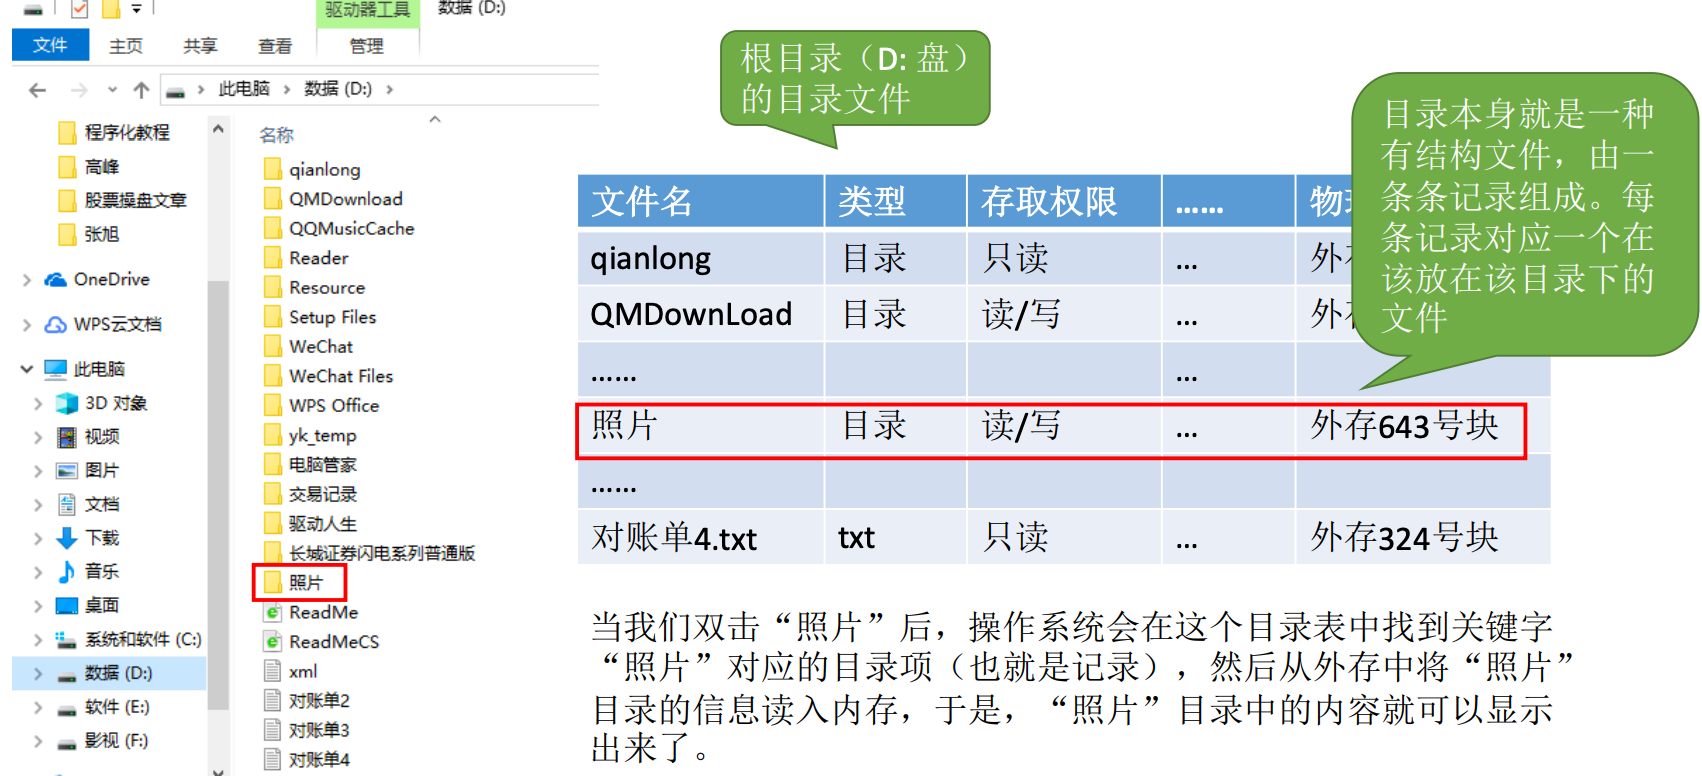 驱动器工具
数据 (D:)
文件 主页 共享 查看 管理
此电脑 数据 (D:)
程序化教程
高峰
股票操盘文章
张旭
OneDrive
WPS云文档
此电脑
3D 对象
视频
图片
文档
下载
音乐
桌面
系统和软件 (C:)
数据 (D:)
软件 (E:)
影视 (F:)
名称
qianlong
QMDownload
QQMusicCache
Reader
Resource
Setup Files
WeChat
WeChat Files
WPS Office
yk_temp
电脑管家
交易记录
驱动人生
长城证券闪电系列普通版
照片
ReadMe
ReadMeCS
xml
对账单2
对账单3
对账单4
根目录（D: 盘）
的目录文件
目录本身就是一种
有结构文件，由一
条条记录组成。每
条记录对应一个在
该放在该目录下的
文件
文件名 类型 存取权限 …… 物
qianlong 目录 只读 … 外
QMDownLoad 目录 读/写 … 外
…… …
照片 目录 读/写 … 外存643号块
……
对账单4.txt txt 只读 … 外存324号块
当我们双击“照片”后，操作系统会在这个目录表中找到关键字
“照片”对应的目录项（也就是记录），然后从外存中将“照片”
目录的信息读入内存，于是，“照片”目录中的内容就可以显示
出来了。